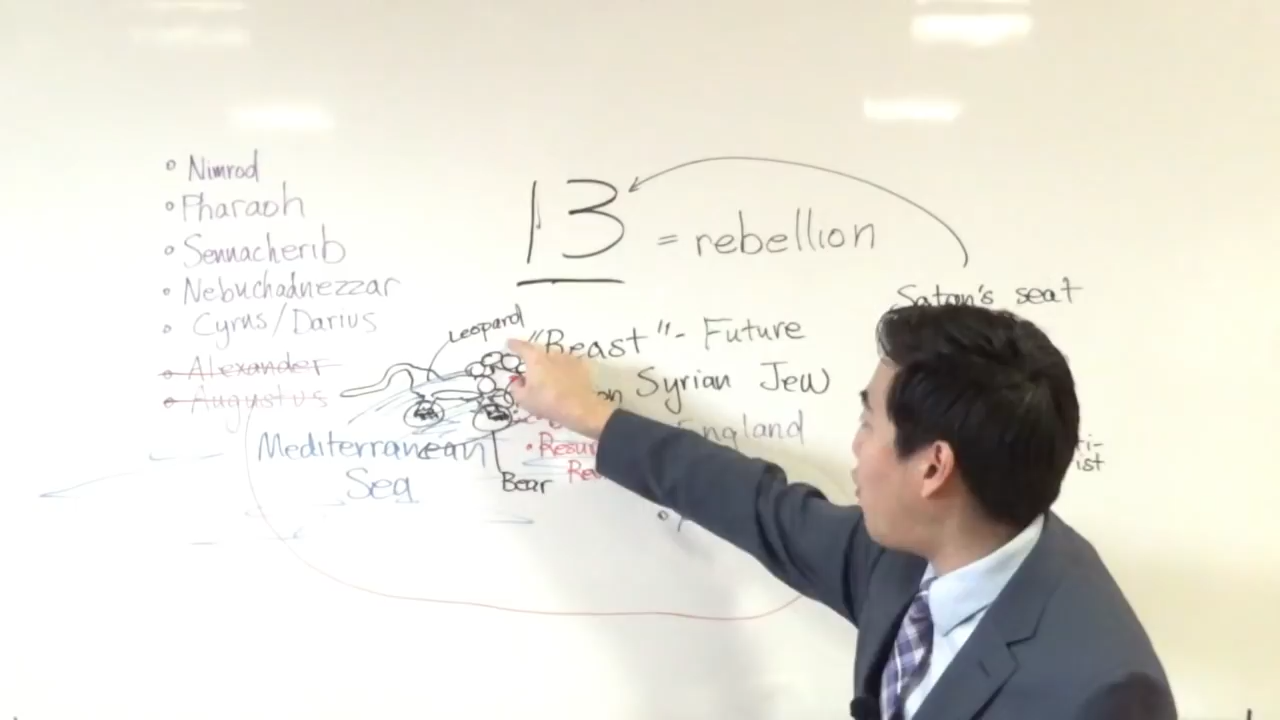 • Nimrod
• Pharaoh
• Sennacherib
• Nebuchadnezzar
• Cyrus/Darius
• Alexander
• Augustus
13
= rebellion
Satan's seat
Leopard
"Beast"- Future
Syrian Jew
England
Mediterranean
Sea
Bear